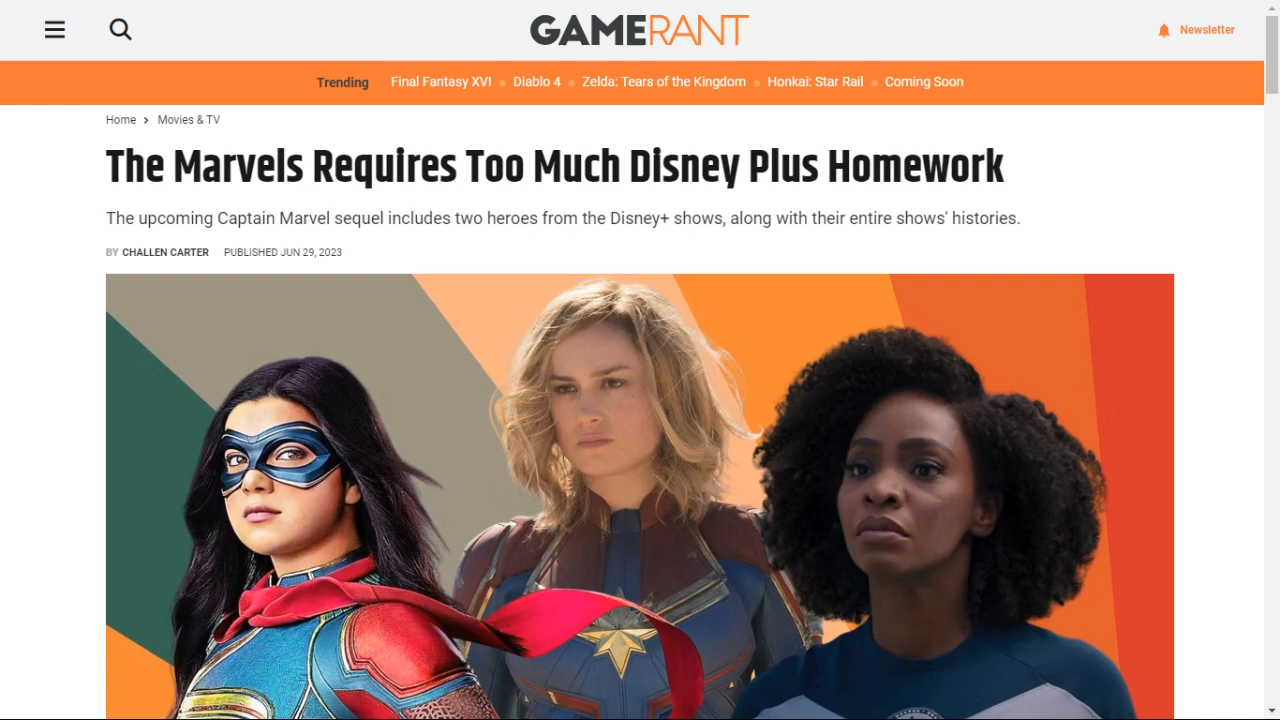 GAMERANT
Newsletter
Trending Final Fantasy XVI Diablo 4 Zelda: Tears of the Kingdom Honkai: Star Rail Coming Soon
Home > Movies & TV
The Marvels Requires Too Much Disney Plus Homework
The upcoming Captain Marvel sequel includes two heroes from the Disney+ shows, along with their entire shows' histories.
BY CHALLEN CARTER PUBLISHED JUN 29, 2023